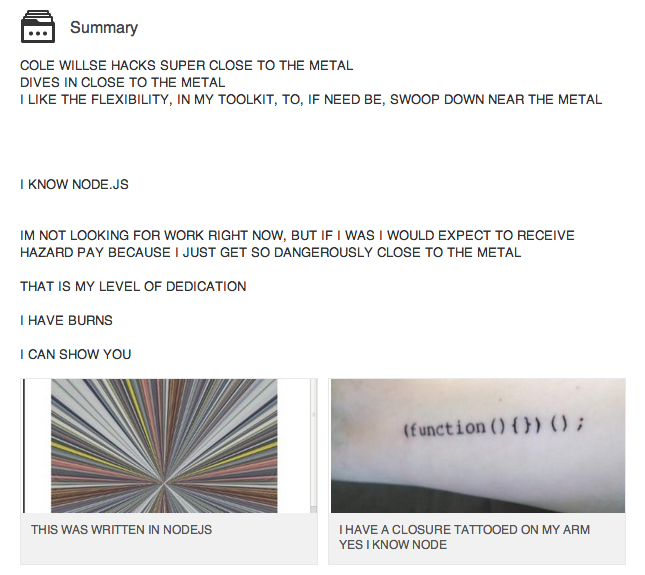 Summary
COLE WILLSE HACKS SUPER CLOSE TO THE METAL
DIVES IN CLOSE TO THE METAL
I LIKE THE FLEXIBILITY, IN MY TOOLKIT, TO, IF NEED BE, SWOOP DOWN NEAR THE METAL
I KNOW NODE.JS
IM NOT LOOKING FOR WORK RIGHT NOW, BUT IF I WAS I WOULD EXPECT TO RECEIVE
HAZARD PAY BECAUSE I JUST GET SO DANGEROUSLY CLOSE TO THE METAL
THAT IS MY LEVEL OF DEDICATION
I HAVE BURNS
I CAN SHOW YOU
(function(){})();
THIS WAS WRITTEN IN NODEJS
I HAVE A CLOSURE TATTOOED ON MY ARM
YES I KNOW NODE